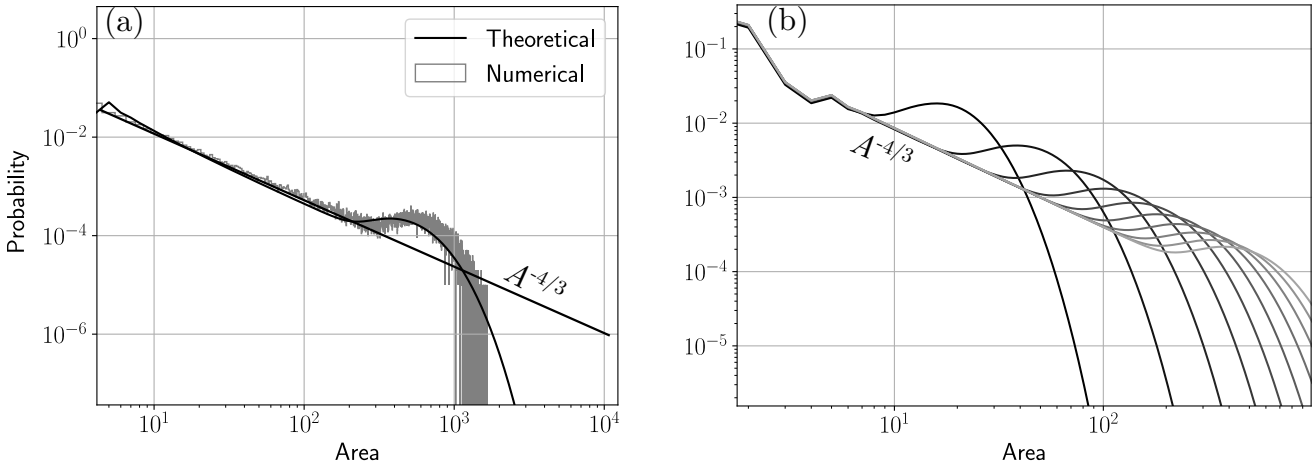 (a)
Theoretical
Numerical
A^{-4/3}
Probability
10^0
10^{-2}
10^{-4}
10^{-6}
10^1
10^2
10^3
10^4
Area
(b)
A^{-4/3}
10^{-1}
10^{-2}
10^{-3}
10^{-4}
10^{-5}
10^1
10^2
Area